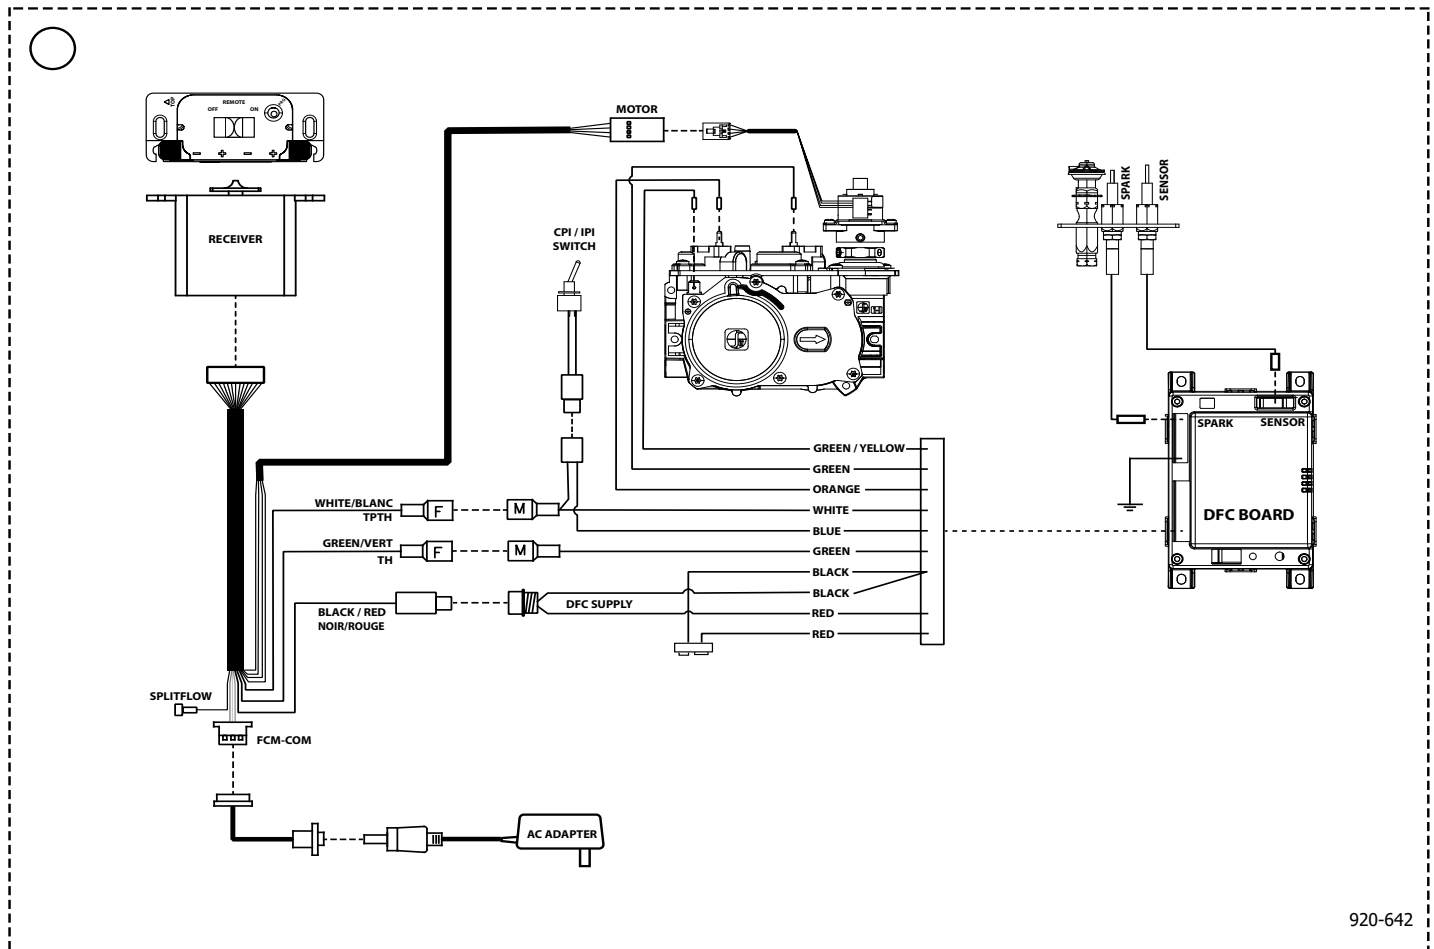 TOP
REMOTE
OFF
ON
PRG
- + - +
RECEIVER
MOTOR
CPI / IPI
SWITCH
SPARK
SENSOR
SPARK
SENSOR
DFC BOARD
GREEN / YELLOW
GREEN
ORANGE
WHITE
BLUE
GREEN
BLACK
BLACK
RED
RED
WHITE/BLANC
TPTH
F
M
GREEN/VERT
TH
F
M
BLACK / RED
NOIR/ROUGE
DFC SUPPLY
SPLITFLOW
FCM-COM
AC ADAPTER
920-642